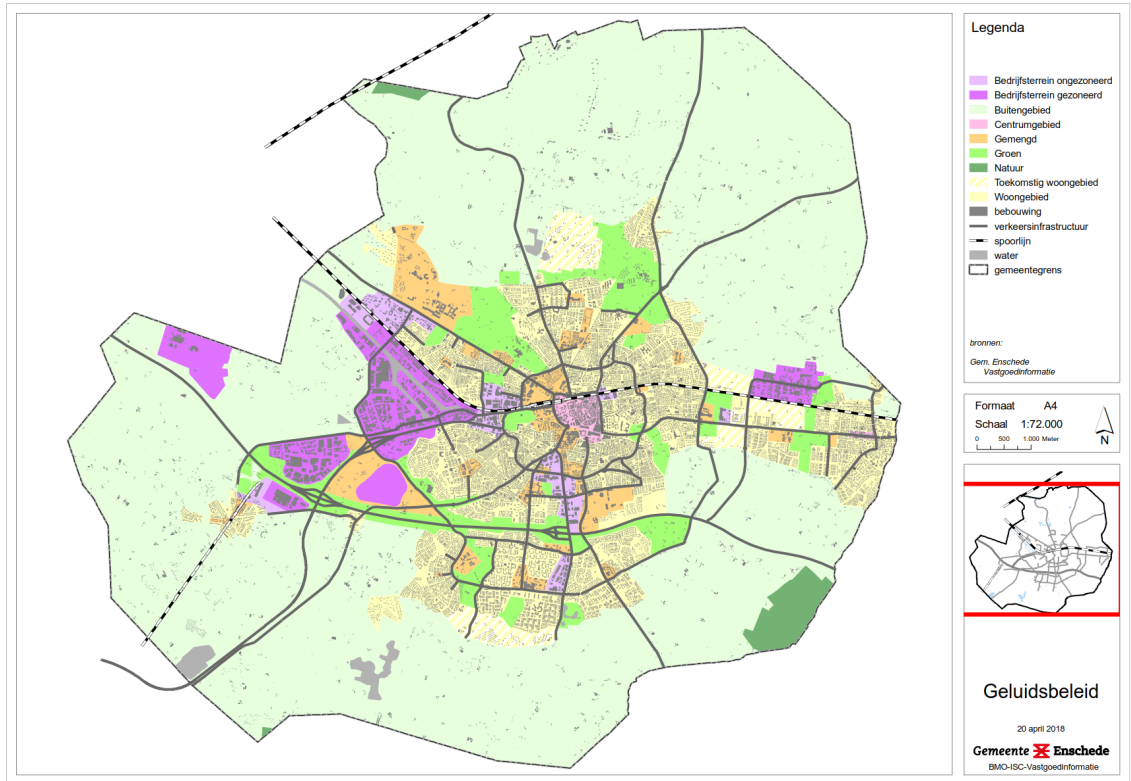 Legenda
Bedrijfsterrein ongezoneerd
Bedrijfsterrein gezoneerd
Buitengebied
Centrumgebied
Gemengd
Groen
Natuur
Toekomstig woongebied
Woongebied
bebouwing
verkeersinfrastructuur
spoorlijn
water
gemeentegrens
bronnen:
Gem. Enschede
Vastgoedinformatie
Formaat A4
Schaal 1:72.000
0 500 1.000 Meter
N
Geluidsbeleid
20 april 2018
Gemeente Enschede
BMO-ISC-Vastgoedinformatie